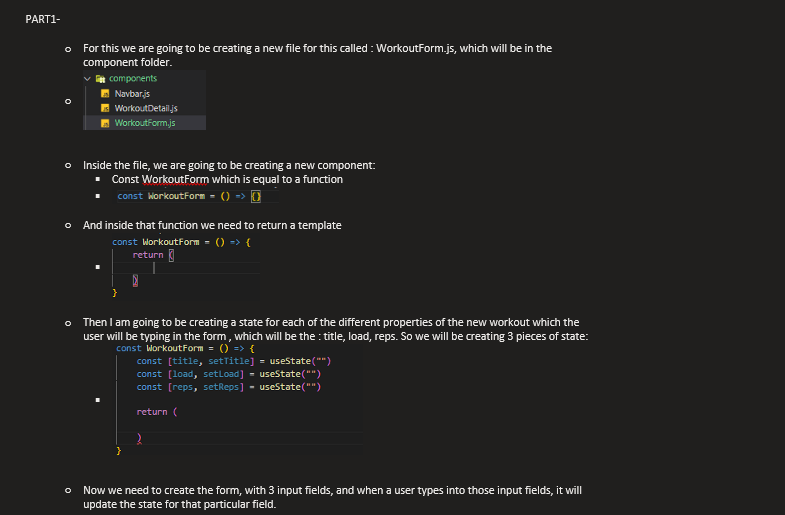 PART1-
For this we are going to be creating a new file for this called : WorkoutForm.js, which will be in the
component folder.
components
Navbar.js
WorkoutDetail.js
WorkoutForm.js
Inside the file, we are going to be creating a new component:
Const WorkoutForm which is equal to a function
const WorkoutForm = () => {}
And inside that function we need to return a template
const WorkoutForm = () => {
return (
)
}
Then I am going to be creating a state for each of the different properties of the new workout which the
user will be typing in the form , which will be the : title, load, reps. So we will be creating 3 pieces of state:
const WorkoutForm = () => {
const [title, setTitle] = useState("")
const [load, setLoad] = useState("")
const [reps, setReps] = useState("")
return (
)
}
Now we need to create the form, with 3 input fields, and when a user types into those input fields, it will
update the state for that particular field.